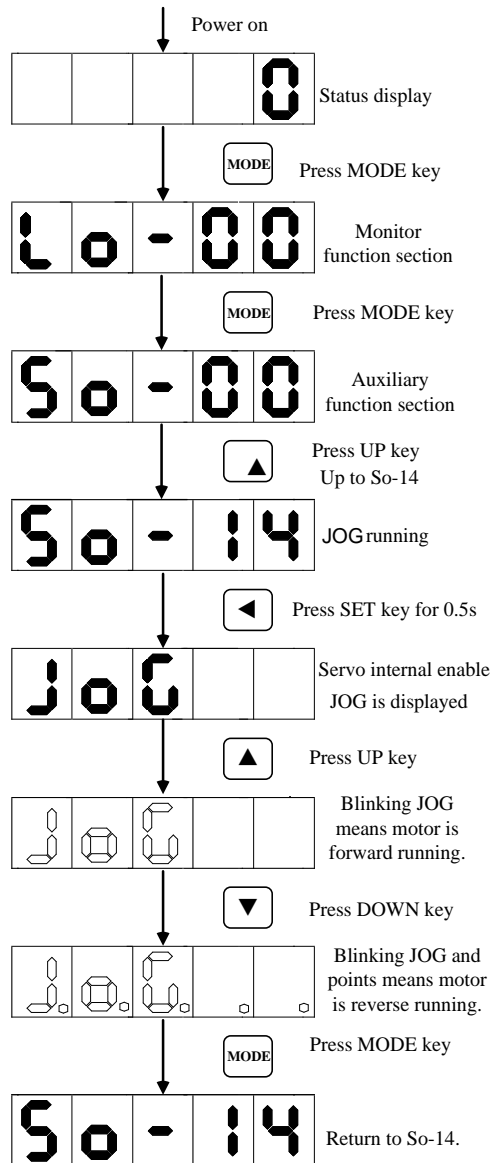 Power on
0
Status display
MODE
Press MODE key
Lo-00
Monitor
function section
MODE
Press MODE key
So-00
Auxiliary
function section
▲
Press UP key
Up to So-14
So-14
JOG running
◀
Press SET key for 0.5s
JoG
Servo internal enable
JOG is displayed
▲
Press UP key
JoG
Blinking JOG
means motor is
forward running.
▼
Press DOWN key
J.o.G. . .
Blinking JOG and
points means motor
is reverse running.
MODE
Press MODE key
So-14
Return to So-14.